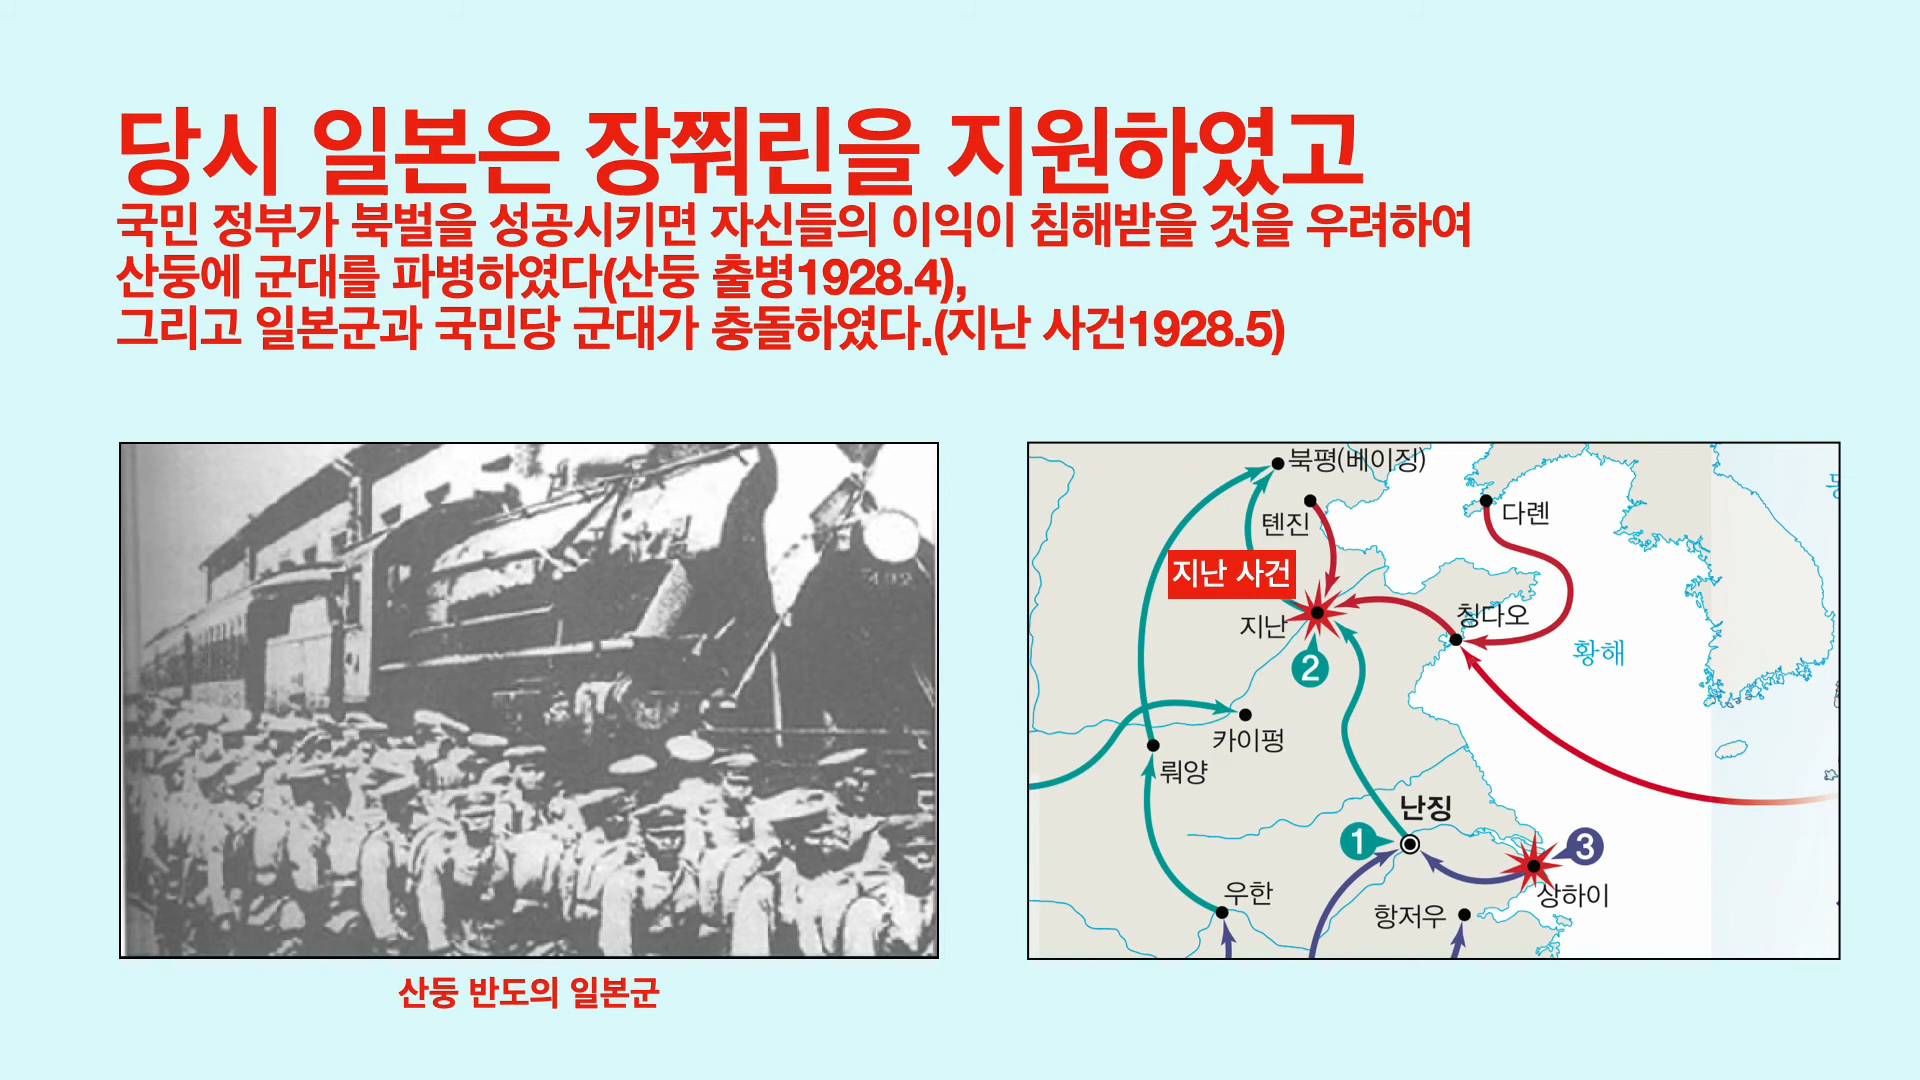 당시 일본은 장쭤린을 지원하였고
국민 정부가 북벌을 성공시키면 자신들의 이익이 침해받을 것을 우려하여
산둥에 군대를 파병하였다(산둥 출병1928.4),
그리고 일본군과 국민당 군대가 충돌하였다.(지난 사건1928.5)
북평(베이징)
톈진
다롄
지난 사건
지난
칭다오
황해
2
카이펑
뤄양
난징
1
3
상하이
우한
항저우
산둥 반도의 일본군